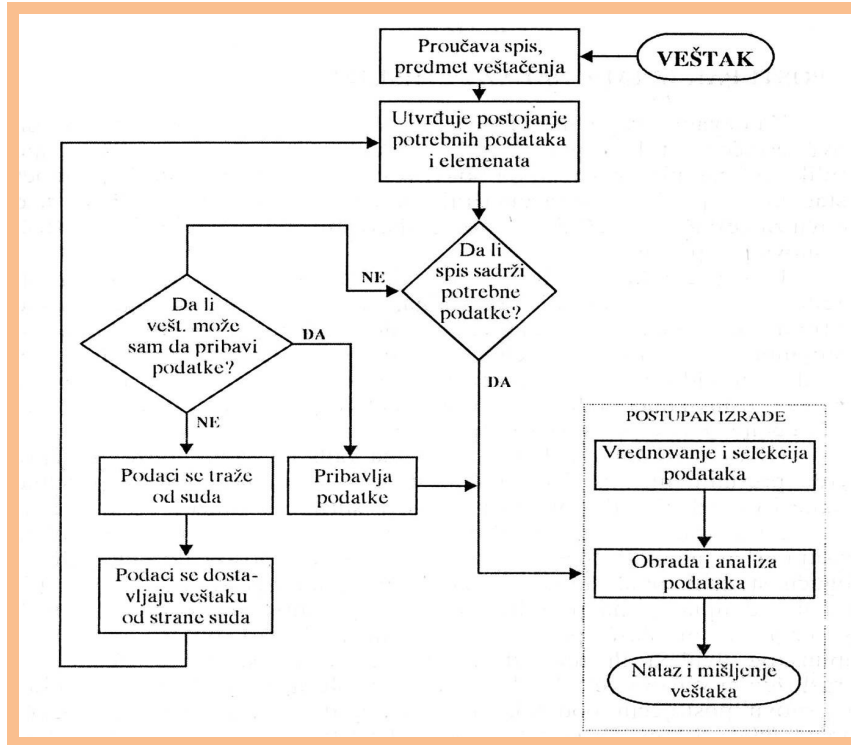 Proučava spis,
predmet veštačenja
VEŠTAK
Utvrđuje postojanje
potrebnih podataka
i elemenata
Da li
spis sadrži
potrebne
podatke?
NE
DA
Da li
vešt. može
sam da pribavi
podatke?
DA
NE
Podaci se traže
od suda
Pribavlja
podatke
Podaci se dosta-
vljaju veštaku
od strane suda
POSTUPAK IZRADE
Vrednovanje i selekcija
podataka
Obrada i analiza
podataka
Nalaz i mišljenje
veštaka